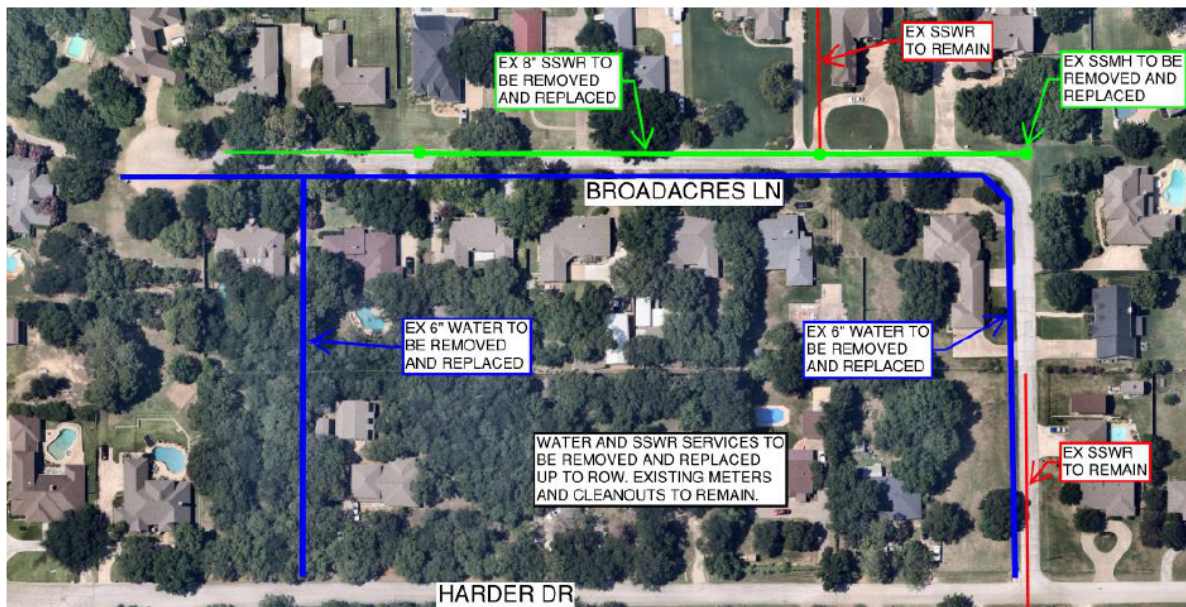 EX SSWR
TO REMAIN
EX 8" SSWR TO
BE REMOVED
AND REPLACED
EX SSMH TO BE
REMOVED AND
REPLACED
BROADACRES LN
EX 6" WATER TO
BE REMOVED
AND REPLACED
EX 6" WATER TO
BE REMOVED
AND REPLACED
WATER AND SSWR SERVICES TO
BE REMOVED AND REPLACED
UP TO ROW. EXISTING METERS
AND CLEANOUTS TO REMAIN.
EX SSWR
TO REMAIN
HARDER DR